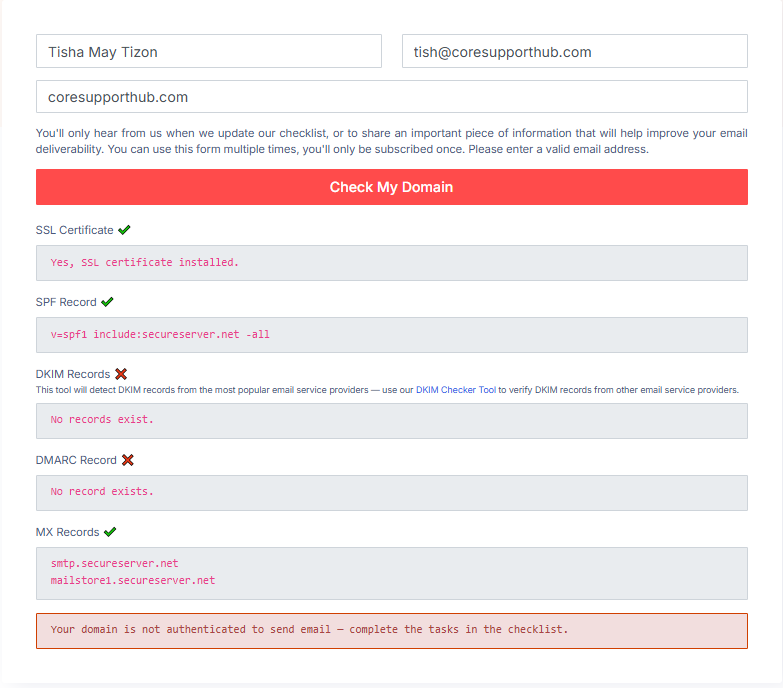 Tisha May Tizon
tish@coresupporthub.com
coresupporthub.com
You'll only hear from us when we update our checklist, or to share an important piece of information that will help improve your email
deliverability. You can use this form multiple times, you'll only be subscribed once. Please enter a valid email address.
Check My Domain
SSL Certificate ✔
Yes, SSL certificate installed.
SPF Record ✔
v=spf1 include:secureserver.net -all
DKIM Records ❌
This tool will detect DKIM records from the most popular email service providers — use our DKIM Checker Tool to verify DKIM records from other email service providers.
No records exist.
DMARC Record ❌
No record exists.
MX Records ✔
smtp.secureserver.net
mailstore1.secureserver.net
Your domain is not authenticated to send email — complete the tasks in the checklist.